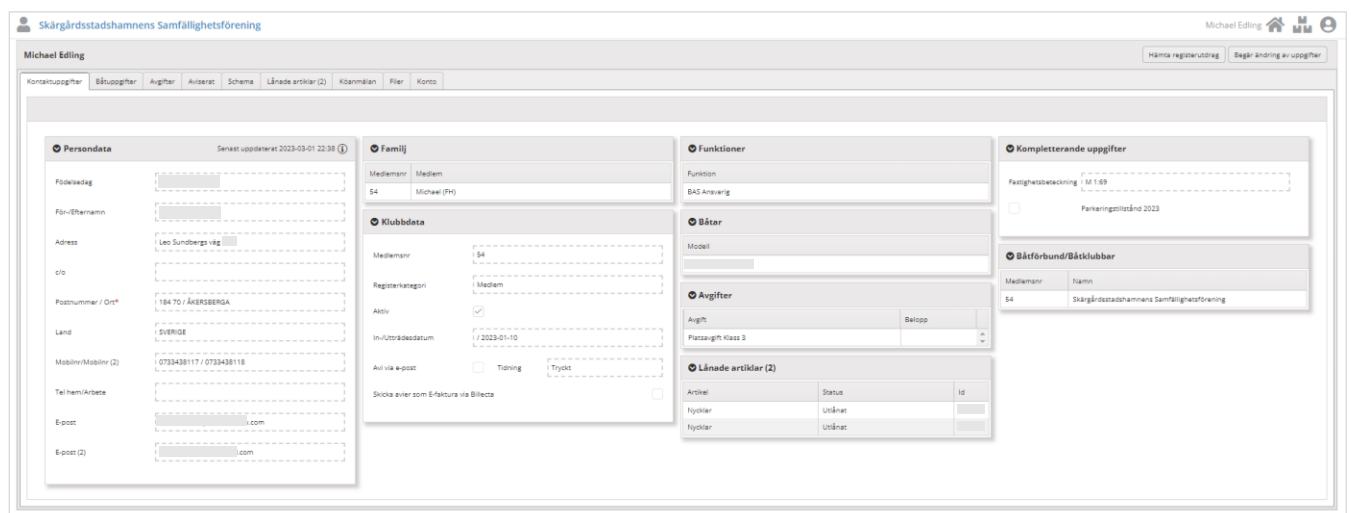 Skärgårdsstadshamnens Samfällighetsförening
Michael Edling
Michael Edling
Hämta registerutdrag
Begär ändring av uppgifter
Kontaktuppgifter Båtuppgifter Avgifter Aviserat Schema Lånade artiklar (2) Köanmälan Filer Konto
Persondata Senast uppdaterat 2023-03-01 22:38
Födelsedag
För-/Efternamn
Adress Leo Sundbergs väg
c/o
Postnummer / Ort* 184 70 / ÅKERSBERGA
Land SVERIGE
Mobilnr/Mobilnr (2) 0733438117 / 0733438118
Tel hem/Arbete
E-post .com
E-post (2) .com
Familj
Medlemsnr Medlem
54 Michael (FH)
Klubbdata
Medlemsnr 54
Registerkategori Medlem
Aktiv
In-/Utträdesdatum / 2023-01-10
Avi via e-post Tidning Tryckt
Skicka avier som E-faktura via Billecta
Funktioner
Funktion
BAS Ansvarig
Båtar
Modell
Avgifter
Avgift Belopp
Platsavgift Klass 3
Lånade artiklar (2)
Artikel Status Id
Nycklar Utlånat
Nycklar Utlånat
Kompletterande uppgifter
Fastighetsbeteckning M 1:69
Parkeringstillstånd 2023
Båtförbund/Båtklubbar
Medlemsnr Namn
54 Skärgårdsstadshamnens Samfällighetsförening